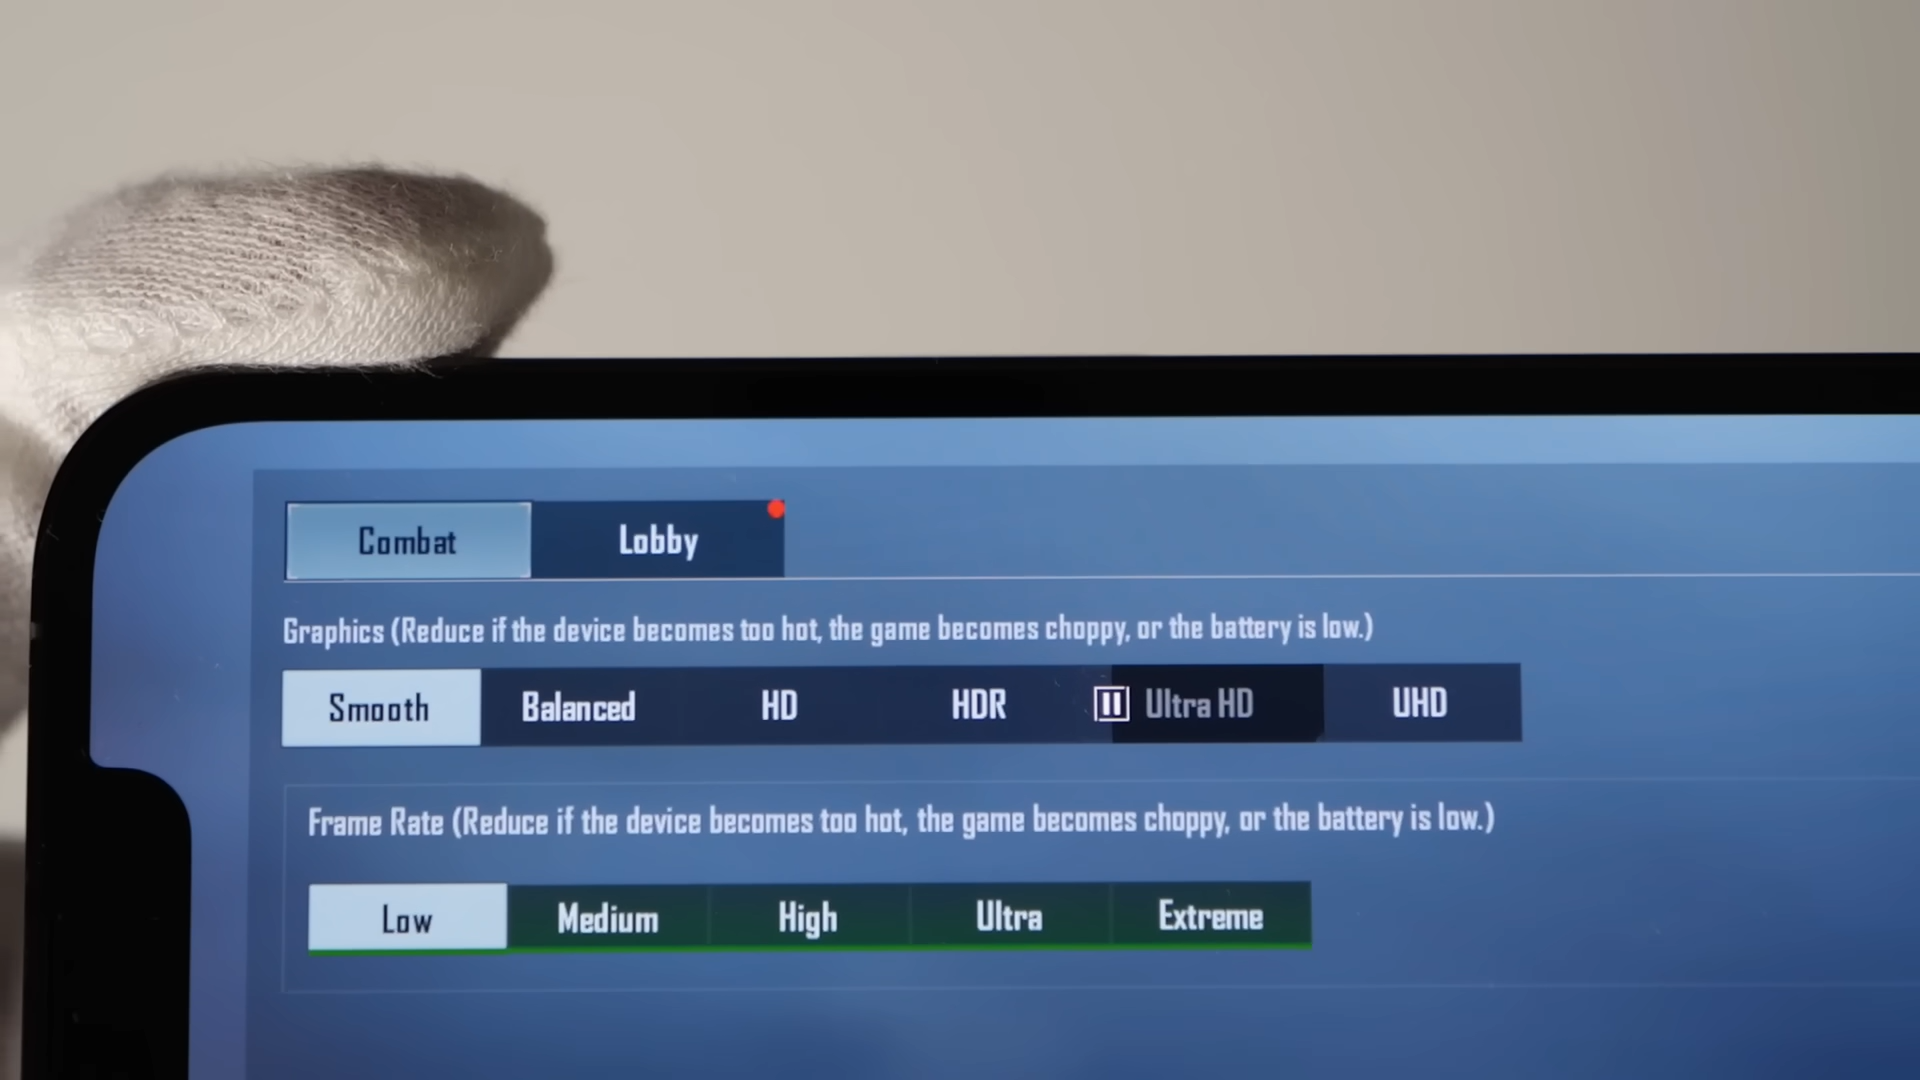 Combat Lobby
Graphics (Reduce if the device becomes too hot, the game becomes choppy, or the battery is low.)
Smooth Balanced HD HDR Ultra HD UHD
Frame Rate (Reduce if the device becomes too hot, the game becomes choppy, or the battery is low.)
Low Medium High Ultra Extreme